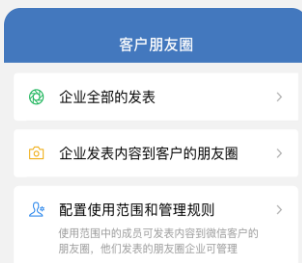 客户朋友圈
企业全部的发表
企业发表内容到客户的朋友圈
配置使用范围和管理规则
使用范围中的成员可发表内容到微信客户的
朋友圈，他们发表的朋友圈企业可管理